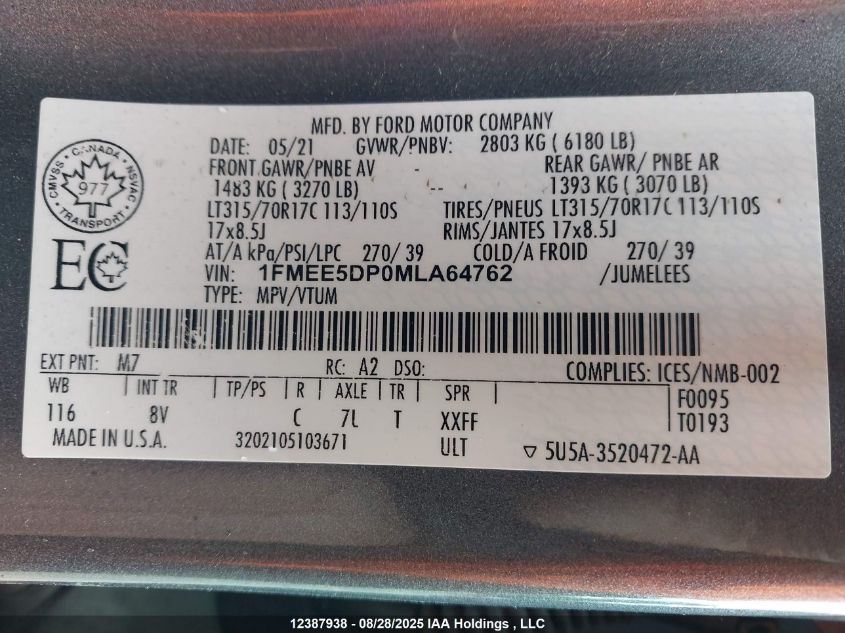 MFD. BY FORD MOTOR COMPANY
DATE: 05/21 GVWR/PNBV: 2803 KG ( 6180 LB)
FRONT GAWR/PNBE AV REAR GAWR/ PNBE AR
1483 KG ( 3270 LB) -- 1393 KG ( 3070 LB)
LT315/70R17C 113/110S TIRES/PNEUS LT315/70R17C 113/110S
17x8.5J RIMS/JANTES 17x8.5J
AT/A kPa/PSI/LPC 270/ 39 COLD/A FROID 270/ 39
VIN: 1FMEE5DP0MLA64762 /JUMELEES
TYPE: MPV/VTUM
CANADA
CMVSS NSVAC
977
TRANSPORT
EC
EXT PNT: M7 RC: A2 DSO: COMPLIES: ICES/NMB-002
WB | INT TR | TP/PS | R | AXLE | TR | SPR | F0095
116 8V C 7L T XXFF T0193
MADE IN U.S.A. 3202105103671 ULT ▽ 5U5A-3520472-AA
12387938 - 08/28/2025 IAA Holdings , LLC